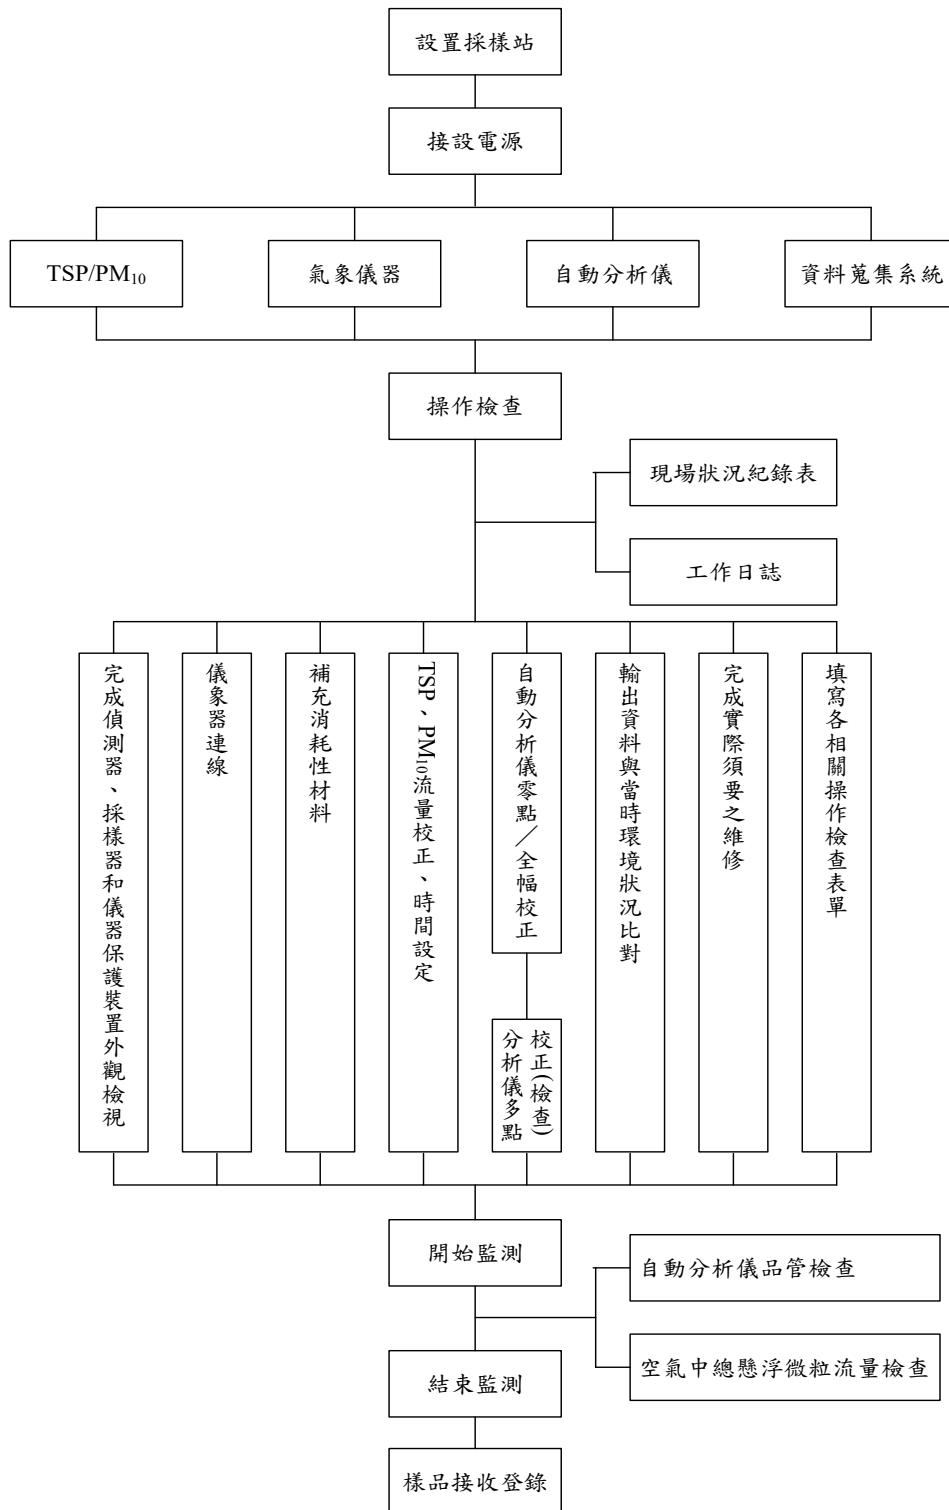 設置採樣站
接設電源
TSP/PM₁₀
氣象儀器
自動分析儀
資料蒐集系統
操作檢查
現場狀況紀錄表
工作日誌
完成偵測器、採樣器和儀器保護裝置外觀檢視
儀象器連線
補充消耗性材料
TSP、PM₁₀流量校正、時間設定
自動分析儀零點／全幅校正
校正(檢查)
分析儀多點
輸出資料與當時環境狀況比對
完成實際須要之維修
填寫各相關操作檢查表單
開始監測
自動分析儀品管檢查
空氣中總懸浮微粒流量檢查
結束監測
樣品接收登錄